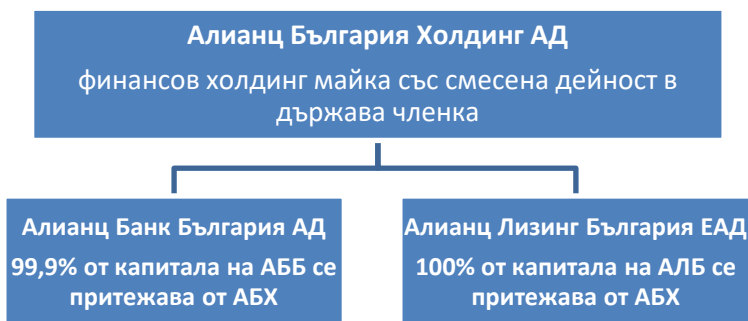 Алианц България Холдинг АД
финансов холдинг майка със смесена дейност в
държава членка
Алианц Банк България АД
99,9% от капитала на АББ се
притежава от АБХ
Алианц Лизинг България ЕАД
100% от капитала на АЛБ се
притежава от АБХ